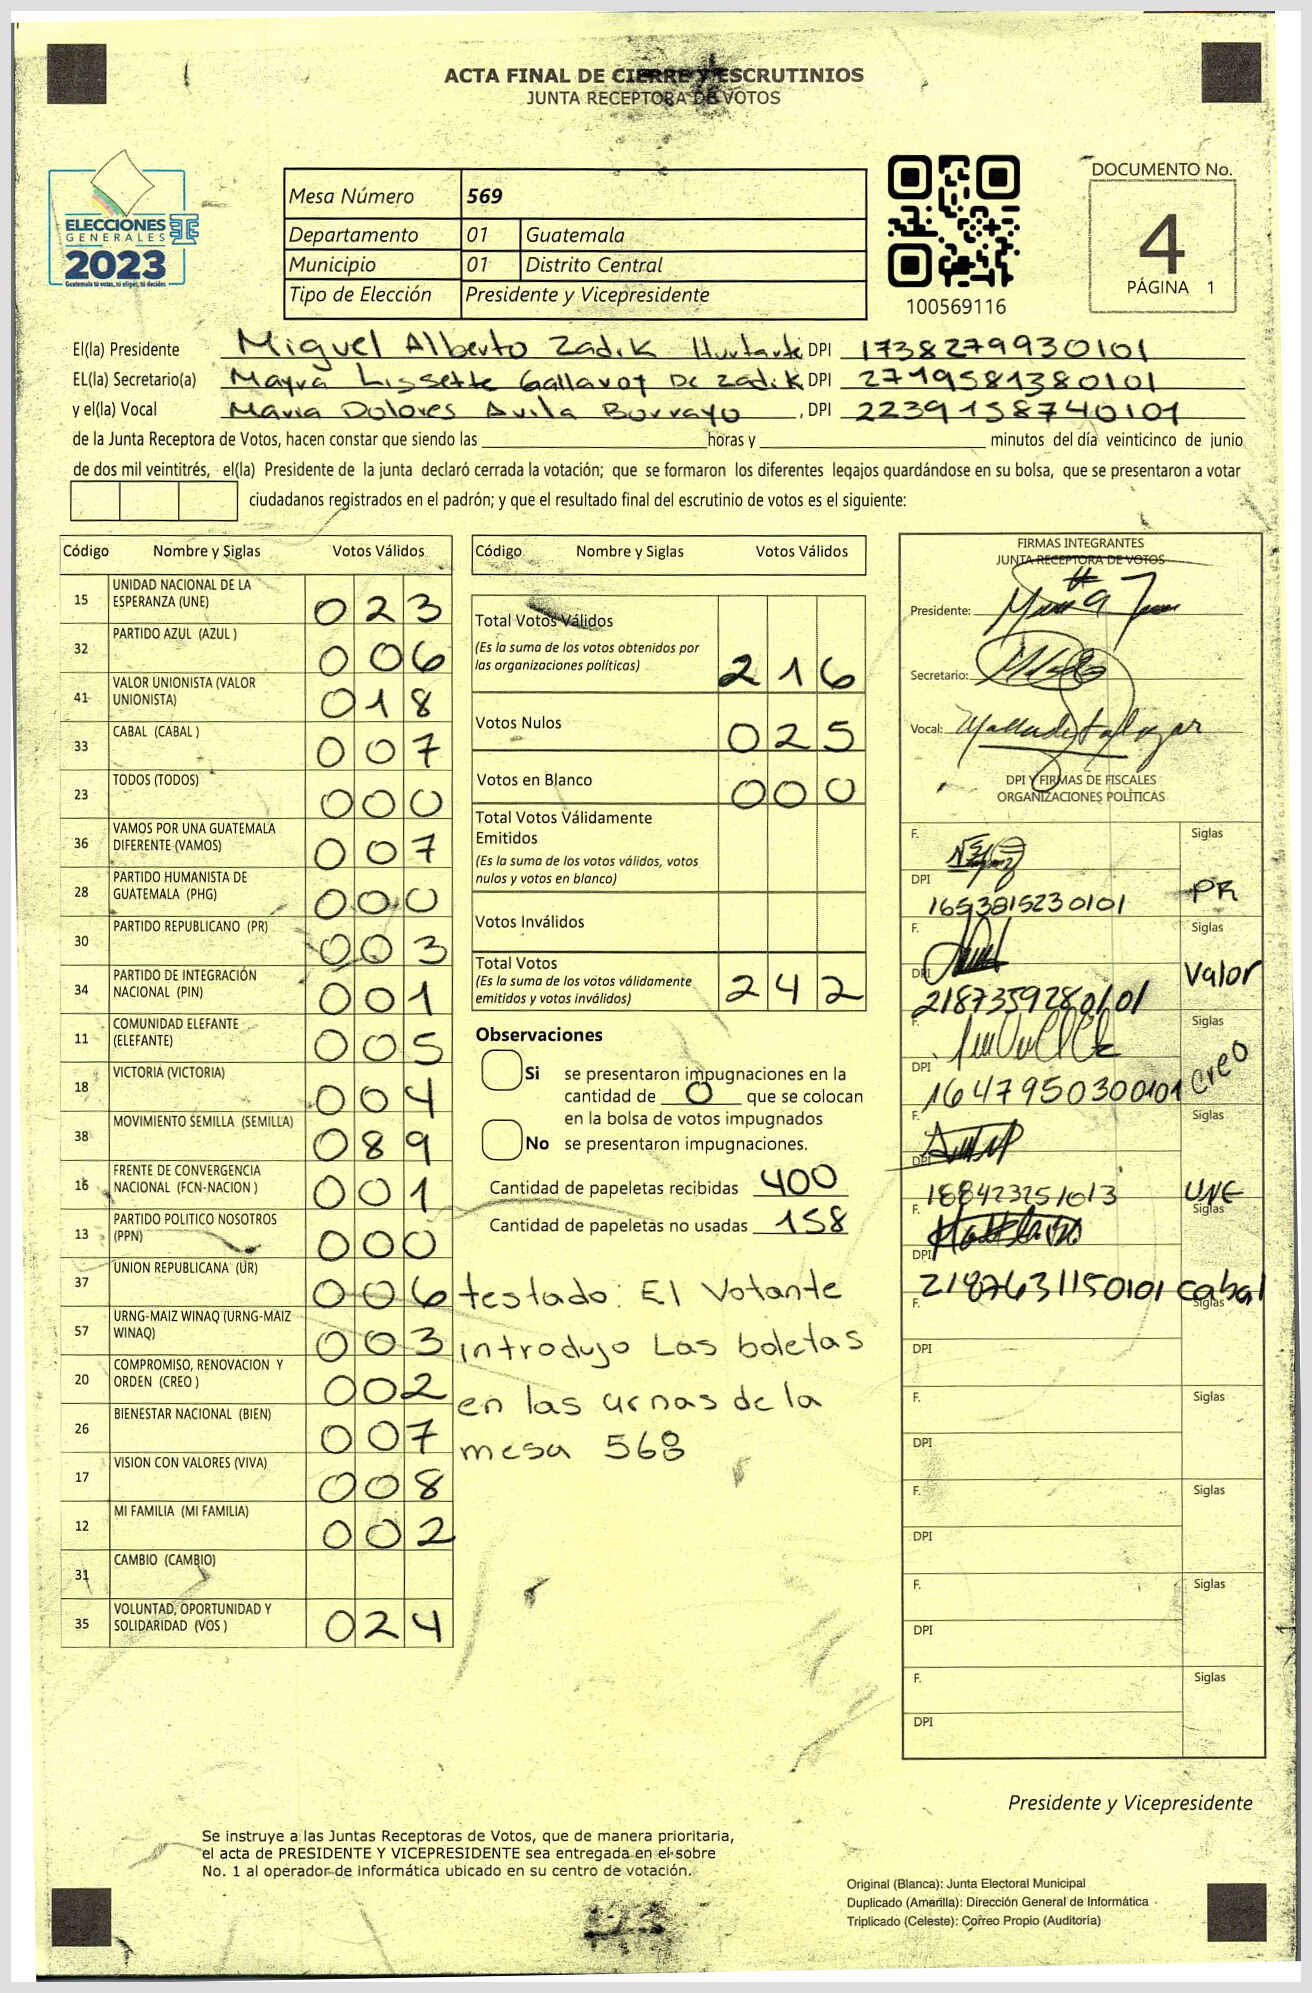 ACTA FINAL DE CIERRE Y ESCRUTINIOS
JUNTA RECEPTORA DE VOTOS
ELECCIONES
GENERALES
2023
Guatemala tú votas, tú eliges, tú decides
Mesa Número 569
Departamento 01 Guatemala
Municipio 01 Distrito Central
Tipo de Elección Presidente y Vicepresidente
100569116
DOCUMENTO No.
4
PÁGINA 1
El(la) Presidente Miguel Alberto Zadik Hurtarte DPI 1738279930101
EL(la) Secretario(a) Mayra Lissette Gallavoy De Zadik DPI 2719581380101
y el(la) Vocal Maria Dolores Avila Burrayo , DPI 2239158740101
de la Junta Receptora de Votos, hacen constar que siendo las horas y minutos del día veinticinco de junio
de dos mil veintitrés, el(la) Presidente de la junta declaró cerrada la votación; que se formaron los diferentes legajos guardándose en su bolsa, que se presentaron a votar
ciudadanos registrados en el padrón; y que el resultado final del escrutinio de votos es el siguiente:
Código Nombre y Siglas Votos Válidos
15 UNIDAD NACIONAL DE LA ESPERANZA (UNE) 023
32 PARTIDO AZUL (AZUL ) 006
41 VALOR UNIONISTA (VALOR UNIONISTA) 018
33 CABAL (CABAL ) 007
23 TODOS (TODOS) 000
36 VAMOS POR UNA GUATEMALA DIFERENTE (VAMOS) 007
28 PARTIDO HUMANISTA DE GUATEMALA (PHG) 000
30 PARTIDO REPUBLICANO (PR) 003
34 PARTIDO DE INTEGRACIÓN NACIONAL (PIN) 001
11 COMUNIDAD ELEFANTE (ELEFANTE) 005
18 VICTORIA (VICTORIA) 004
38 MOVIMIENTO SEMILLA (SEMILLA) 089
16 FRENTE DE CONVERGENCIA NACIONAL (FCN-NACION ) 001
13 PARTIDO POLITICO NOSOTROS (PPN) 000
37 UNION REPUBLICANA (UR) 006
57 URNG-MAIZ WINAQ (URNG-MAIZ WINAQ) 003
20 COMPROMISO, RENOVACION Y ORDEN (CREO ) 002
26 BIENESTAR NACIONAL (BIEN) 007
17 VISION CON VALORES (VIVA) 008
12 MI FAMILIA (MI FAMILIA) 002
31 CAMBIO (CAMBIO)
35 VOLUNTAD, OPORTUNIDAD Y SOLIDARIDAD (VOS ) 024
Código Nombre y Siglas Votos Válidos
Total Votos Válidos
(Es la suma de los votos obtenidos por
las organizaciones políticas) 216
Votos Nulos 025
Votos en Blanco 000
Total Votos Válidamente
Emitidos
(Es la suma de los votos válidos, votos
nulos y votos en blanco)
Votos Inválidos
Total Votos
(Es la suma de los votos válidamente
emitidos y votos inválidos) 242
Observaciones
Si se presentaron impugnaciones en la
cantidad de 0 que se colocan
en la bolsa de votos impugnados
No se presentaron impugnaciones.
Cantidad de papeletas recibidas 400
Cantidad de papeletas no usadas 158
testado: El Votante
introdujo Las boletas
en las urnas de la
mesa 568
FIRMAS INTEGRANTES
JUNTA RECEPTORA DE VOTOS
Presidente:
Secretario:
Vocal:
DPI Y FIRMAS DE FISCALES
ORGANIZACIONES POLÍTICAS
F. Siglas
DPI 1653815230101 PR
F. Siglas
DPI 2187359280101 Valor
F. Siglas
DPI 1647950300101 creo
F. Siglas
DPI 188423251013 UNE
F. Siglas
DPI 2187631150101 cabal
F. Siglas
DPI
F. Siglas
DPI
F. Siglas
DPI
F. Siglas
DPI
F. Siglas
DPI
Presidente y Vicepresidente
Se instruye a las Juntas Receptoras de Votos, que de manera prioritaria,
el acta de PRESIDENTE Y VICEPRESIDENTE sea entregada en el sobre
No. 1 al operador de informática ubicado en su centro de votación.
Original (Blanca): Junta Electoral Municipal
Duplicado (Amarilla): Dirección General de Informática
Triplicado (Celeste): Correo Propio (Auditoría)